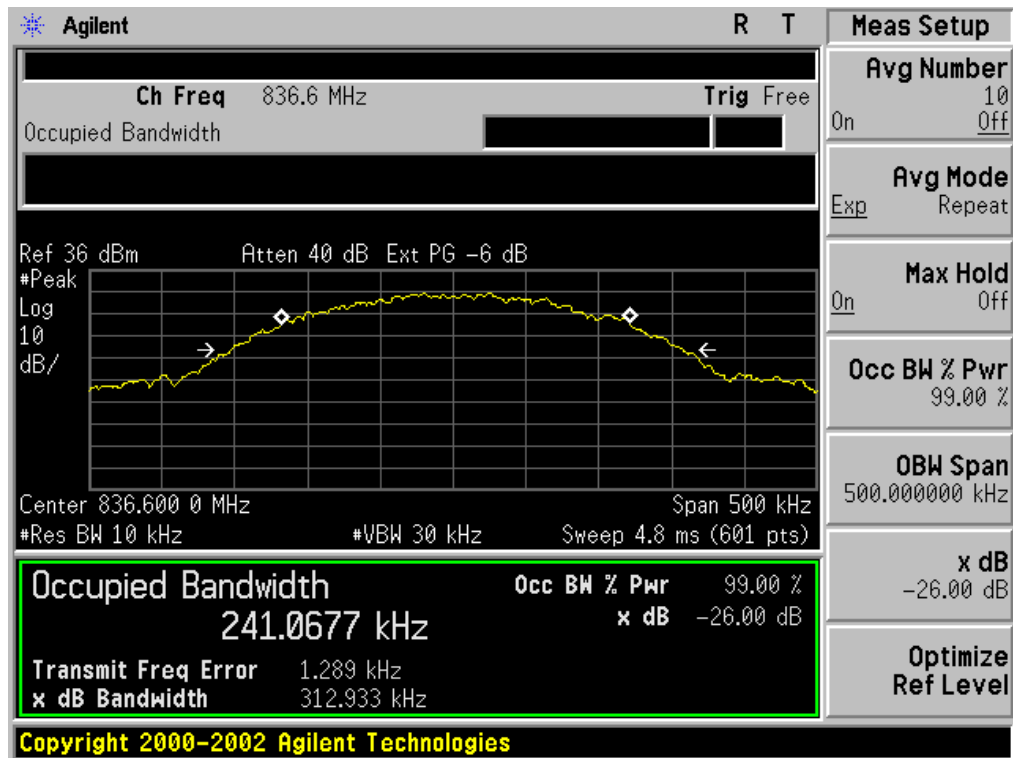 Agilent R T
Ch Freq 836.6 MHz Trig Free
Occupied Bandwidth
Ref 36 dBm Atten 40 dB Ext PG -6 dB
#Peak
Log
10
dB/
Center 836.600 0 MHz Span 500 kHz
#Res BW 10 kHz #VBW 30 kHz Sweep 4.8 ms (601 pts)
Occupied Bandwidth
241.0677 kHz
Occ BW % Pwr 99.00 %
x dB -26.00 dB
Transmit Freq Error 1.289 kHz
x dB Bandwidth 312.933 kHz
Copyright 2000-2002 Agilent Technologies
Meas Setup
Avg Number
10
On Off
Avg Mode
Exp Repeat
Max Hold
On Off
Occ BW % Pwr
99.00 %
OBW Span
500.000000 kHz
x dB
-26.00 dB
Optimize
Ref Level